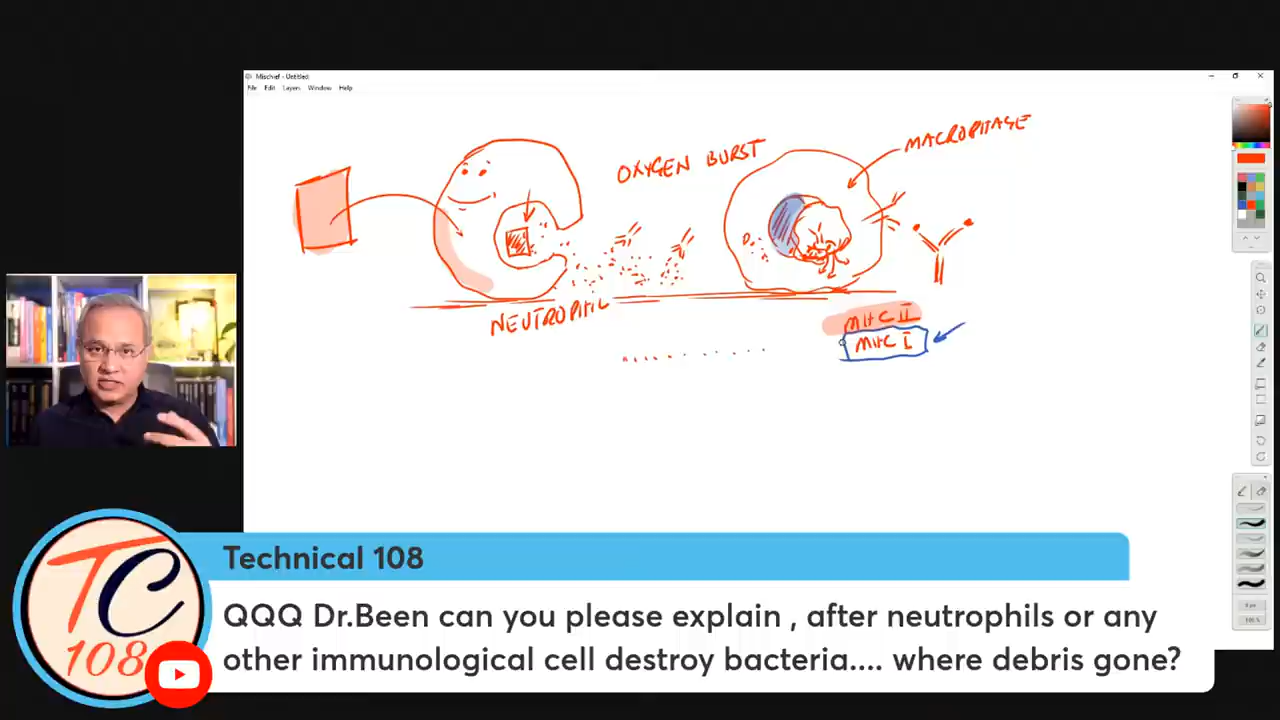 Mischief - Untitled
File Edit Layers Window Help
OXYGEN BURST
MACROPHAGE
NEUTROPHIL
MHC II
MHC I
TC
108
Technical 108
QQQ Dr.Been can you please explain , after neutrophils or any
other immunological cell destroy bacteria.... where debris gone?